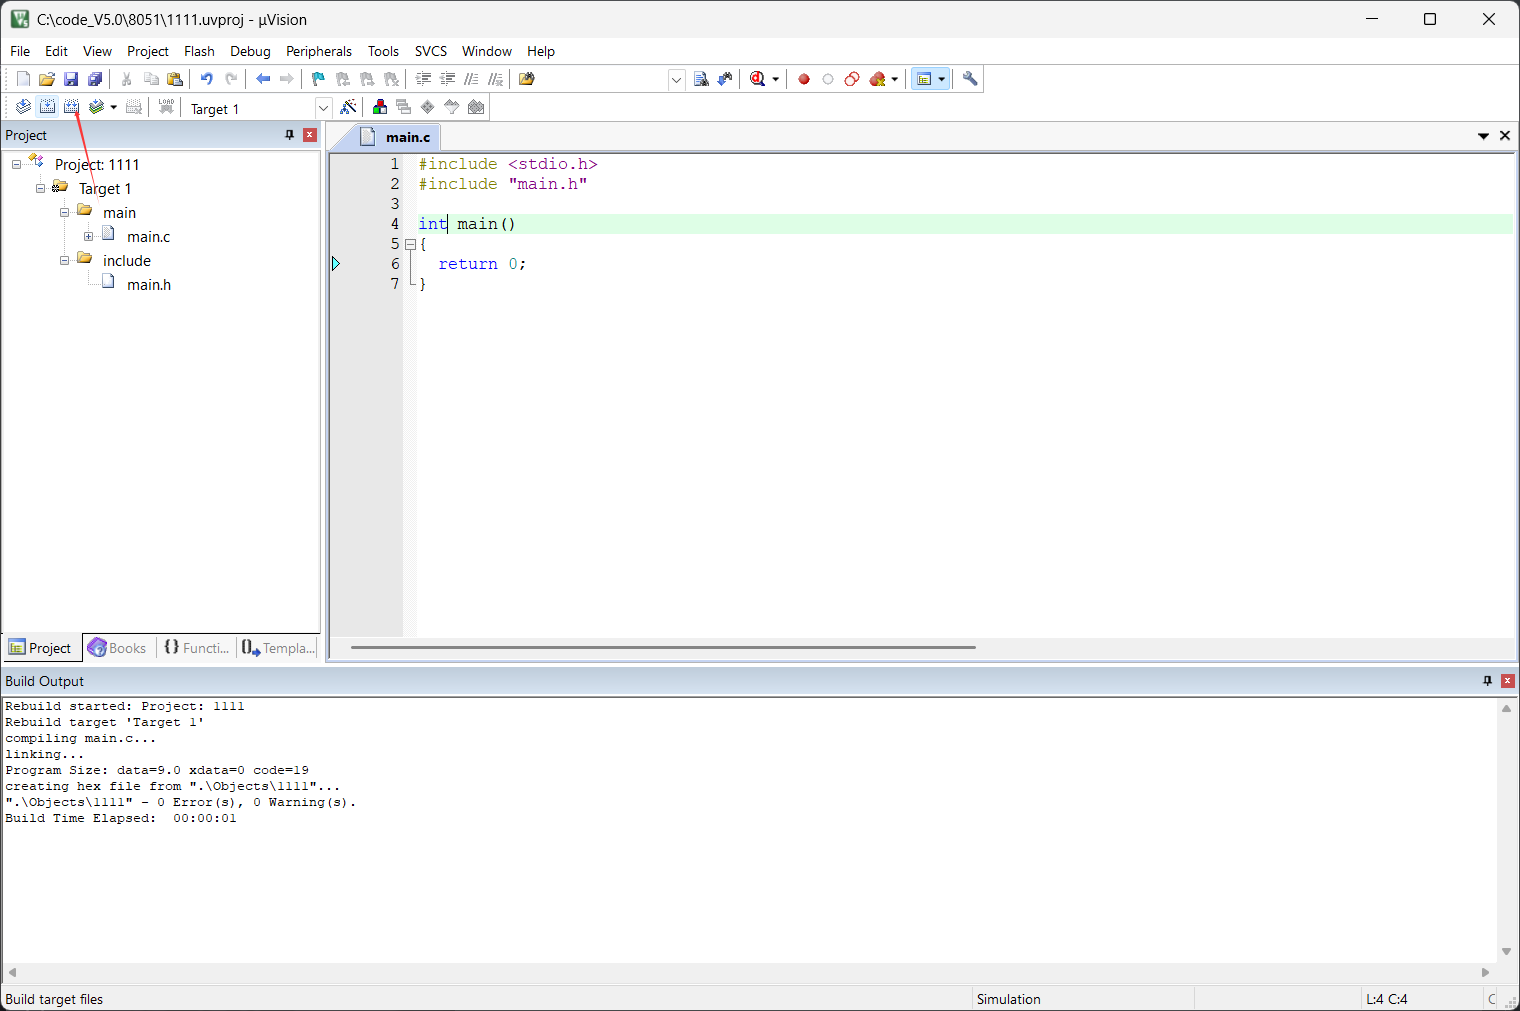 C:\code_V5.0\8051\1111.uvproj - µVision
File Edit View Project Flash Debug Peripherals Tools SVCS Window Help
LOAD
Target 1
Project
main.c
Project: 1111
Target 1
main
main.c
include
main.h
1 #include <stdio.h>
2 #include "main.h"
3
4 int main()
5 {
6 return 0;
7 }
Project Books Functi... Templa...
Build Output
Rebuild started: Project: 1111
Rebuild target 'Target 1'
compiling main.c...
linking...
Program Size: data=9.0 xdata=0 code=19
creating hex file from ".\Objects\1111"...
".\Objects\1111" - 0 Error(s), 0 Warning(s).
Build Time Elapsed:  00:00:01
Build target files
Simulation
L:4 C:4
C